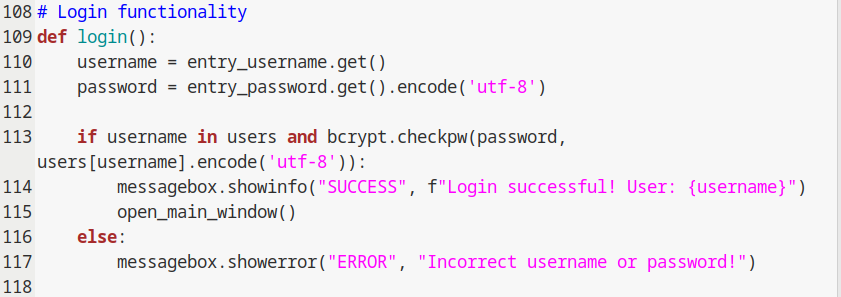 108 # Login functionality
109 def login():
110     username = entry_username.get()
111     password = entry_password.get().encode('utf-8')
112
113     if username in users and bcrypt.checkpw(password,
users[username].encode('utf-8')):
114         messagebox.showinfo("SUCCESS", f"Login successful! User: {username}")
115         open_main_window()
116     else:
117         messagebox.showerror("ERROR", "Incorrect username or password!")
118